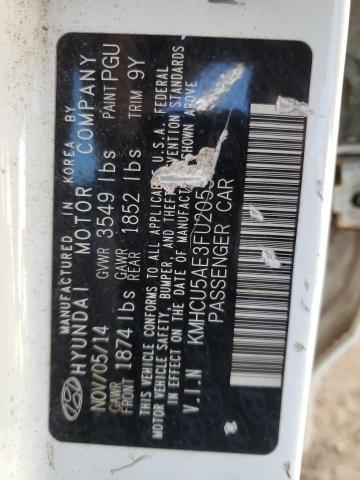 MANUFACTURED IN KOREA BY
HYUNDAI MOTOR COMPANY
NOV/05/14 GVWR 3549 lbs PAINT PGU
GAWR FRONT 1874 lbs GAWR REAR 1852 lbs TRIM 9Y
THIS VEHICLE CONFORMS TO ALL APPLICABLE U.S.A. FEDERAL
MOTOR VEHICLE SAFETY, BUMPER, AND THEFT PREVENTION STANDARDS
IN EFFECT ON THE DATE OF MANUFACTURE SHOWN ABOVE
V.I.N KMHCU5AE3FU205
PASSENGER CAR